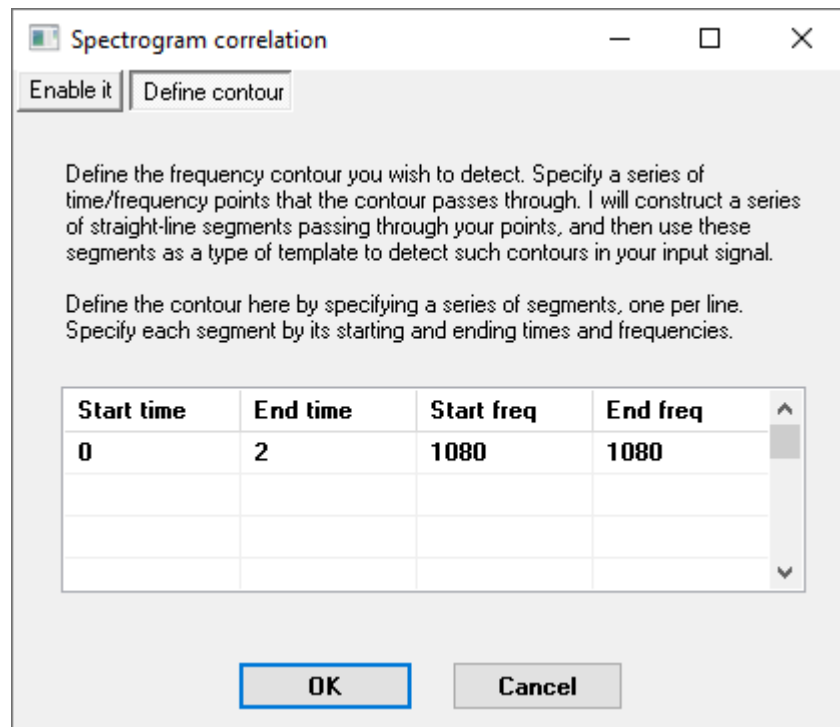 Spectrogram correlation
Enable it Define contour
Define the frequency contour you wish to detect. Specify a series of
time/frequency points that the contour passes through. I will construct a series
of straight-line segments passing through your points, and then use these
segments as a type of template to detect such contours in your input signal.
Define the contour here by specifying a series of segments, one per line.
Specify each segment by its starting and ending times and frequencies.
Start time End time Start freq End freq
0 2 1080 1080
OK Cancel